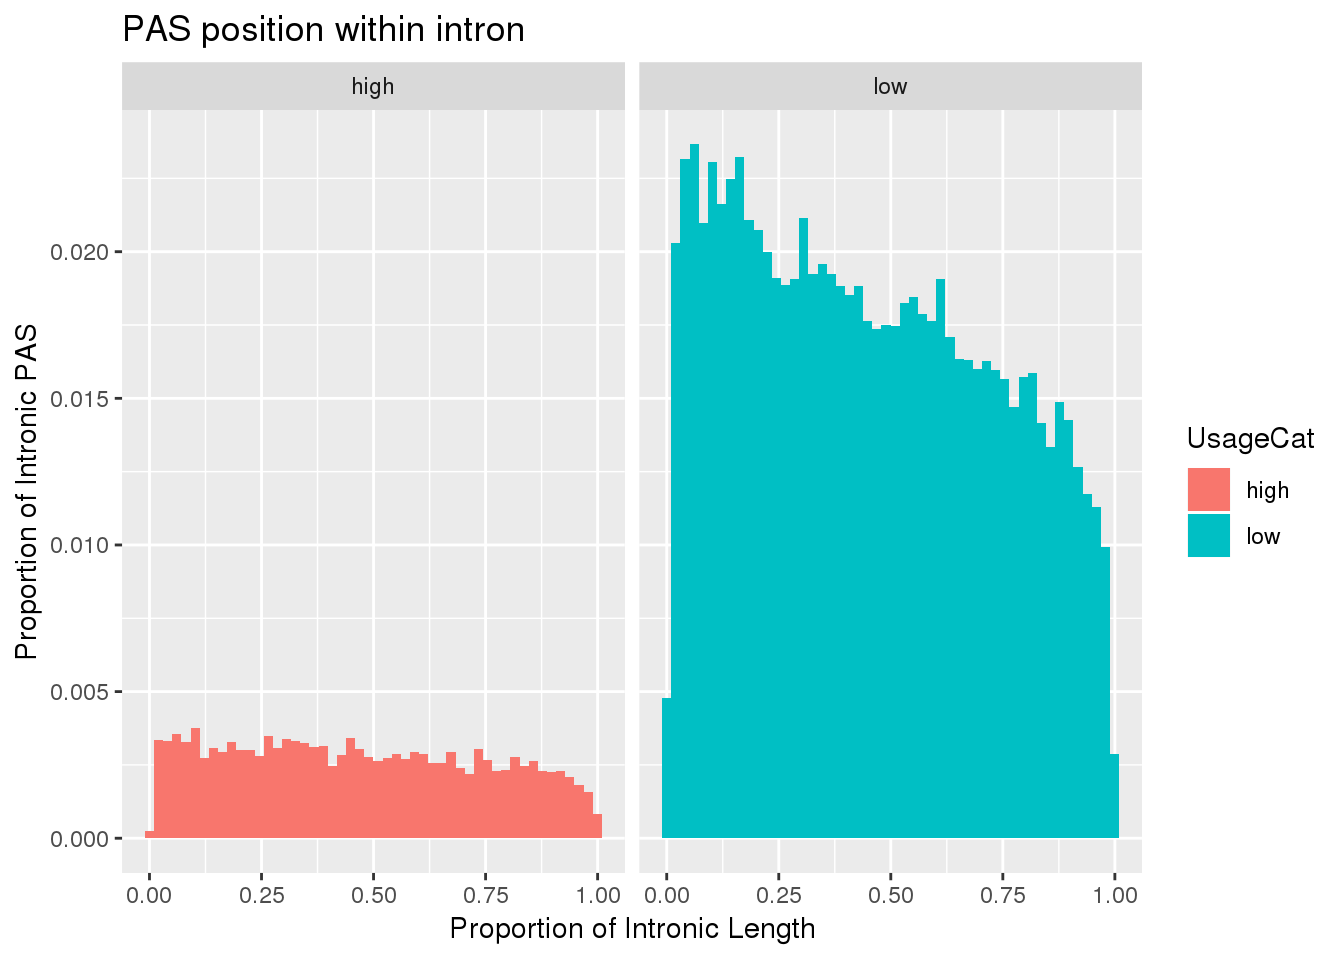 PAS position within intron
high
low
Proportion of Intronic PAS
0.020
0.015
0.010
0.005
0.000
0.00
0.25
0.50
0.75
1.00
0.00
0.25
0.50
0.75
1.00
Proportion of Intronic Length
UsageCat
high
low